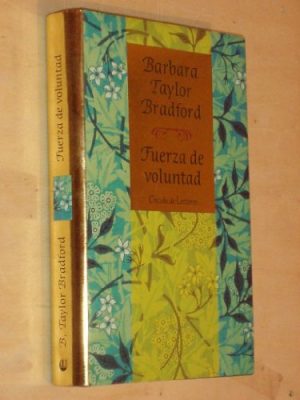 Barbara
Taylor
Bradford
Fuerza de
voluntad
Círculo de Lectores
B. Taylor Bradford
Fuerza de voluntad